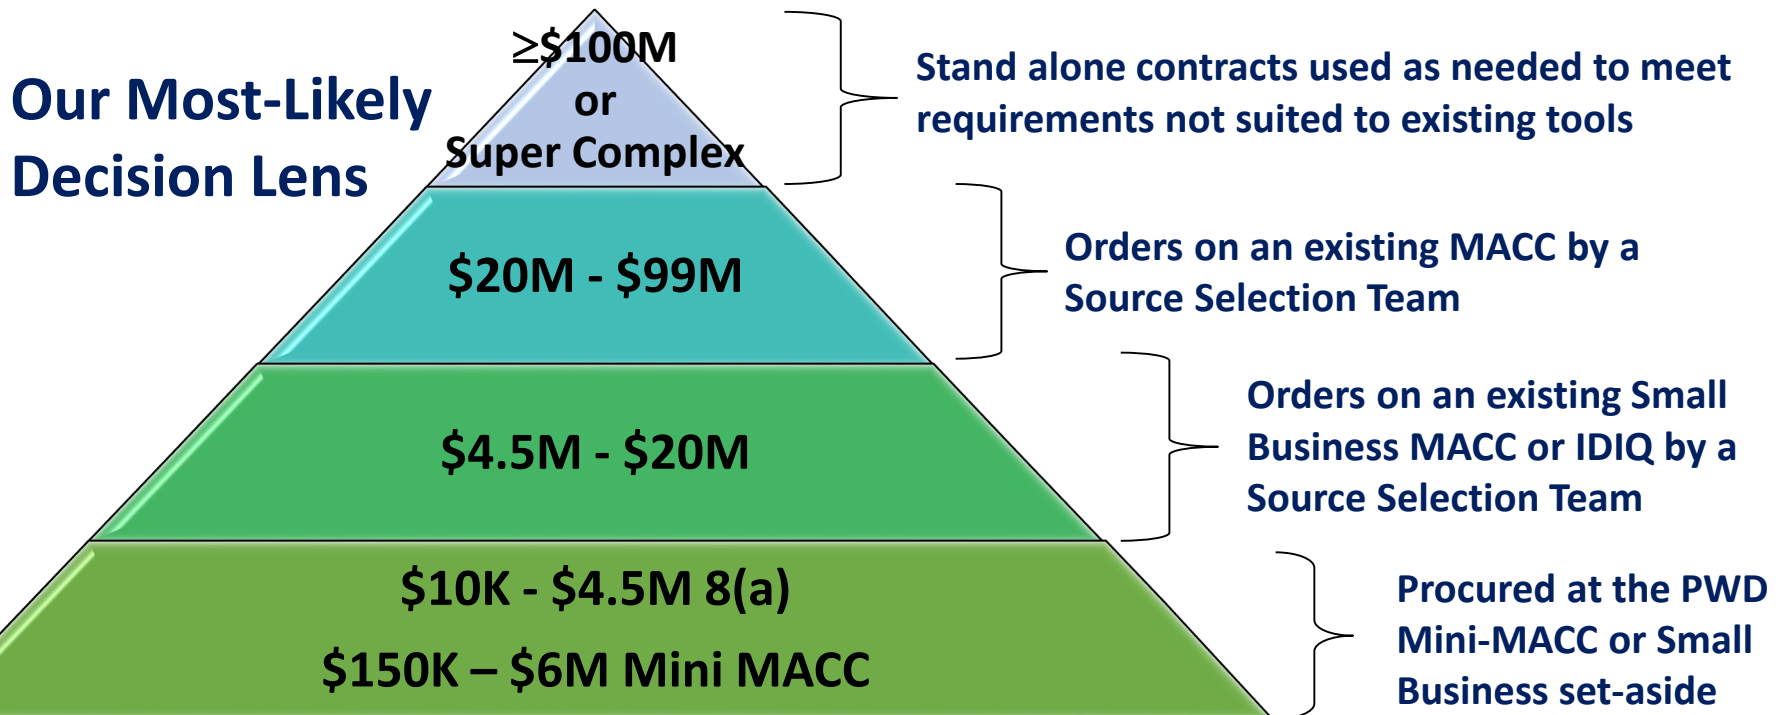 Our Most-Likely
Decision Lens
≥$100M
or
Super Complex
Stand alone contracts used as needed to meet
requirements not suited to existing tools
$20M - $99M
Orders on an existing MACC by a
Source Selection Team
$4.5M - $20M
Orders on an existing Small
Business MACC or IDIQ by a
Source Selection Team
$10K - $4.5M 8(a)
$150K – $6M Mini MACC
Procured at the PWD
Mini-MACC or Small
Business set-aside